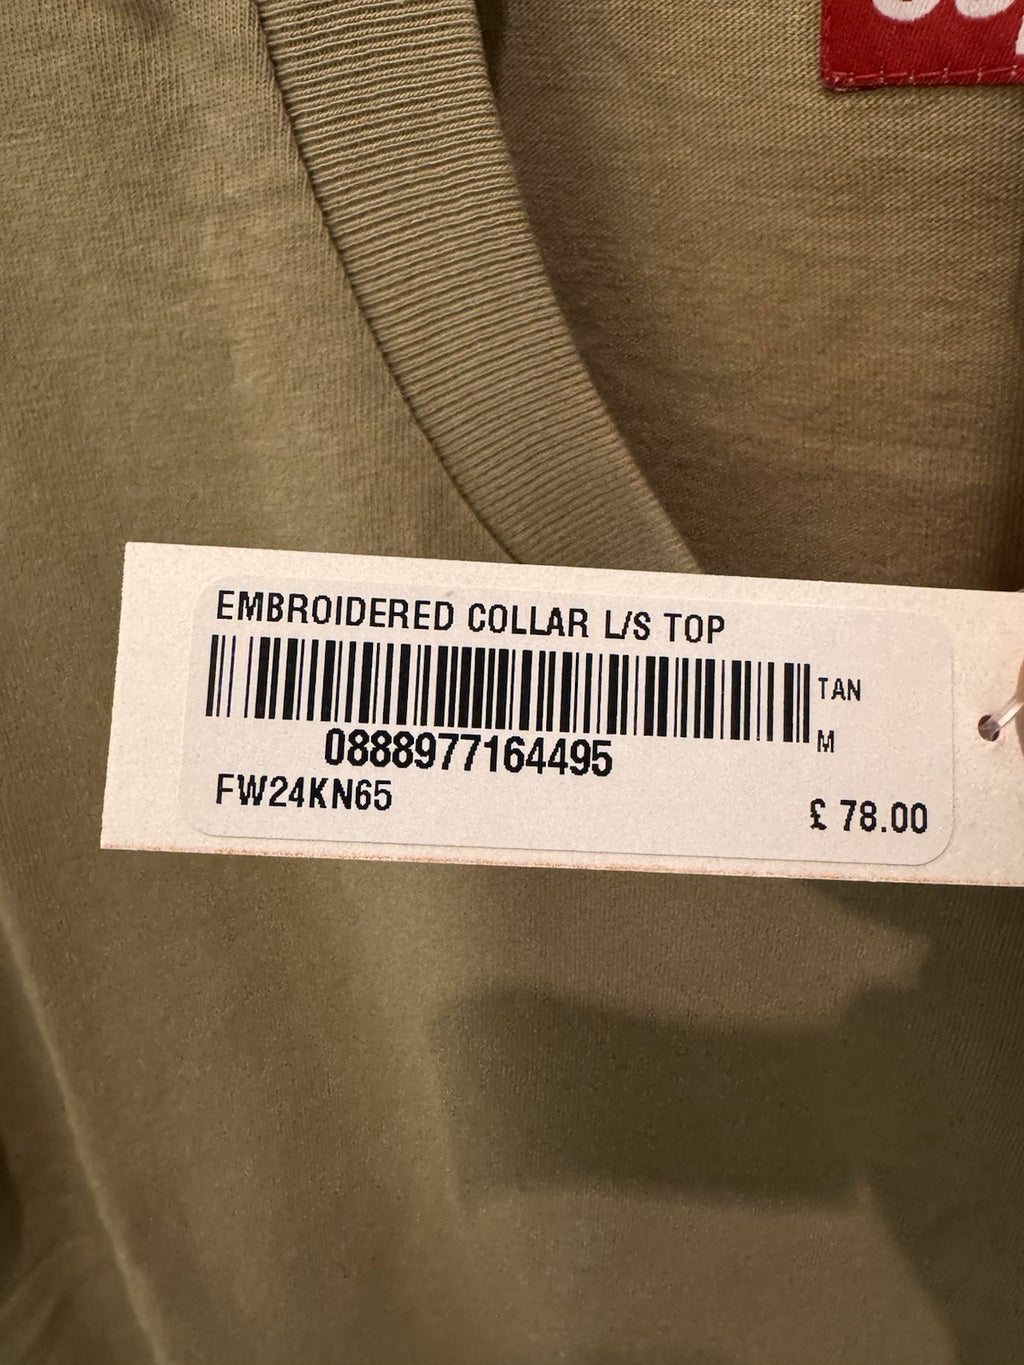 EMBROIDERED COLLAR L/S TOP
TAN
M
0888977164495
FW24KN65
£ 78.00